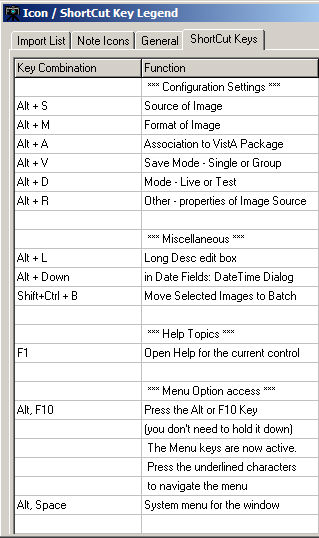 Icon / ShortCut Key Legend
Import List Note Icons General ShortCut Keys
Key Combination Function
*** Configuration Settings ***
Alt + S Source of Image
Alt + M Format of Image
Alt + A Association to VistA Package
Alt + V Save Mode - Single or Group
Alt + D Mode - Live or Test
Alt + R Other - properties of Image Source
*** Miscellaneous ***
Alt + L Long Desc edit box
Alt + Down in Date Fields: DateTime Dialog
Shift+Ctrl + B Move Selected Images to Batch
*** Help Topics ***
F1 Open Help for the current control
*** Menu Option access ***
Alt, F10 Press the Alt or F10 Key
(you don't need to hold it down)
The Menu keys are now active.
Press the underlined characters
to navigate the menu
Alt, Space System menu for the window